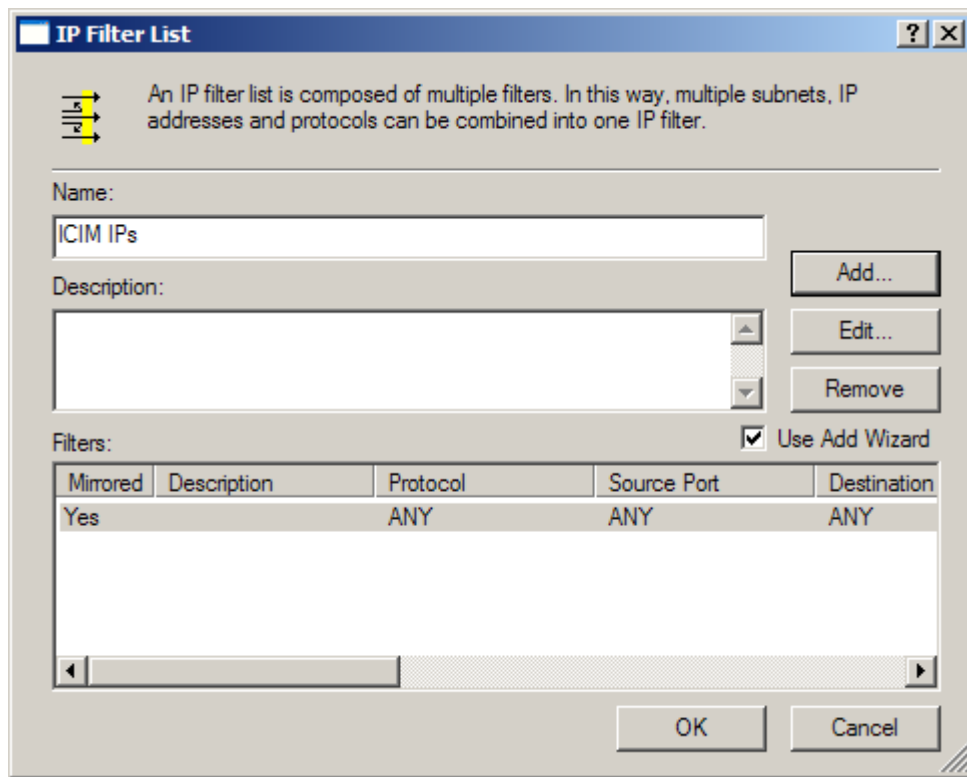 IP Filter List
An IP filter list is composed of multiple filters. In this way, multiple subnets, IP
addresses and protocols can be combined into one IP filter.
Name:
ICIM IPs
Add...
Description:
Edit...
Remove
Filters:
Use Add Wizard
Mirrored Description Protocol Source Port Destination
Yes ANY ANY ANY
OK Cancel